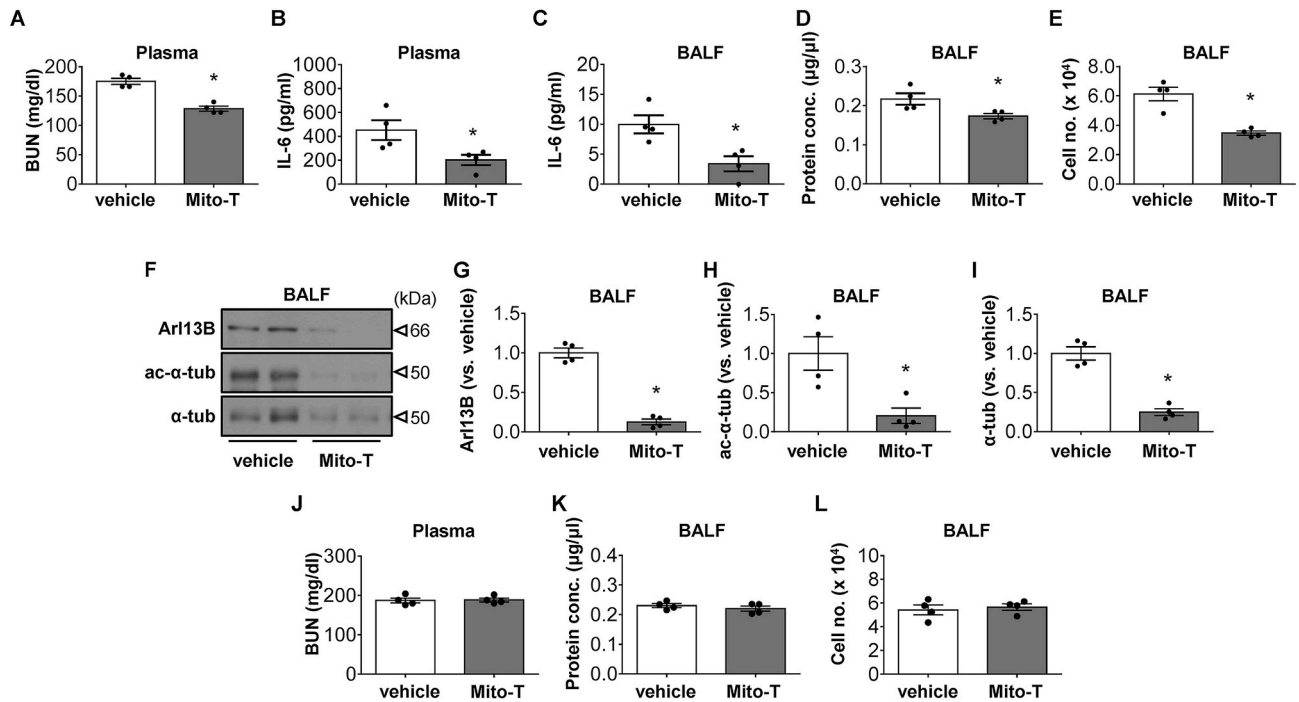 A
Plasma
BUN (mg/dl)
200
150
100
50
0
*
vehicle
Mito-T
B
Plasma
IL-6 (pg/ml)
1000
800
600
400
200
0
*
vehicle
Mito-T
C
BALF
IL-6 (pg/ml)
20
15
10
5
0
*
vehicle
Mito-T
D
BALF
Protein conc. (µg/µl)
0.3
0.2
0.1
0.0
*
vehicle
Mito-T
E
BALF
Cell no. (x 10⁴)
8.0
6.0
4.0
2.0
0.0
*
vehicle
Mito-T
F
BALF
(kDa)
Arl13B
66
ac-α-tub
50
α-tub
50
vehicle
Mito-T
G
BALF
Arl13B (vs. vehicle)
1.5
1.0
0.5
0.0
*
vehicle
Mito-T
H
BALF
ac-α-tub (vs. vehicle)
1.5
1.0
0.5
0.0
*
vehicle
Mito-T
I
BALF
α-tub (vs. vehicle)
1.5
1.0
0.5
0.0
*
vehicle
Mito-T
J
Plasma
BUN (mg/dl)
300
200
100
0
vehicle
Mito-T
K
BALF
Protein conc. (µg/µl)
0.4
0.3
0.2
0.1
0.0
vehicle
Mito-T
L
BALF
Cell no. (x 10⁴)
10
8
6
4
2
0
vehicle
Mito-T